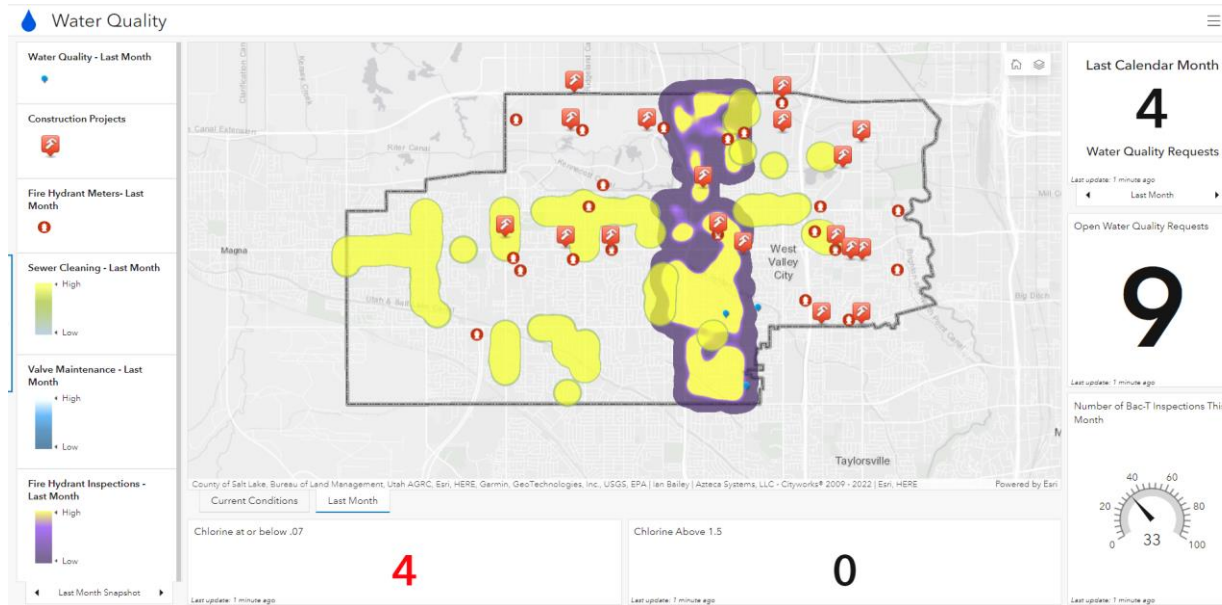 Water Quality
Water Quality - Last Month
Construction Projects
Fire Hydrant Meters- Last
Month
Sewer Cleaning - Last Month
High
Low
Valve Maintenance - Last
Month
High
Low
Fire Hydrant Inspections -
Last Month
High
Low
Last Month Snapshot
Canal Extension
Riter Canal
Magna
West
Valley
City
Big Ditch
Taylorsville
County of Salt Lake, Bureau of Land Management, Utah AGRC, Esri, HERE, Garmin, GeoTechnologies, Inc., USGS, EPA | Ian Bailey | Azteca Systems, LLC - Cityworks® 2009 - 2022 | Esri, HERE
Powered by Esri
Current Conditions
Last Month
Chlorine at or below .07
4
Last update: 1 minute ago
Chlorine Above 1.5
0
Last update: 1 minute ago
Last Calendar Month
4
Water Quality Requests
Last update: 1 minute ago
Last Month
Open Water Quality Requests
9
Last update: 1 minute ago
Number of Bac-T Inspections This
Month
0
20
40
60
80
100
33
Last update: 1 minute ago